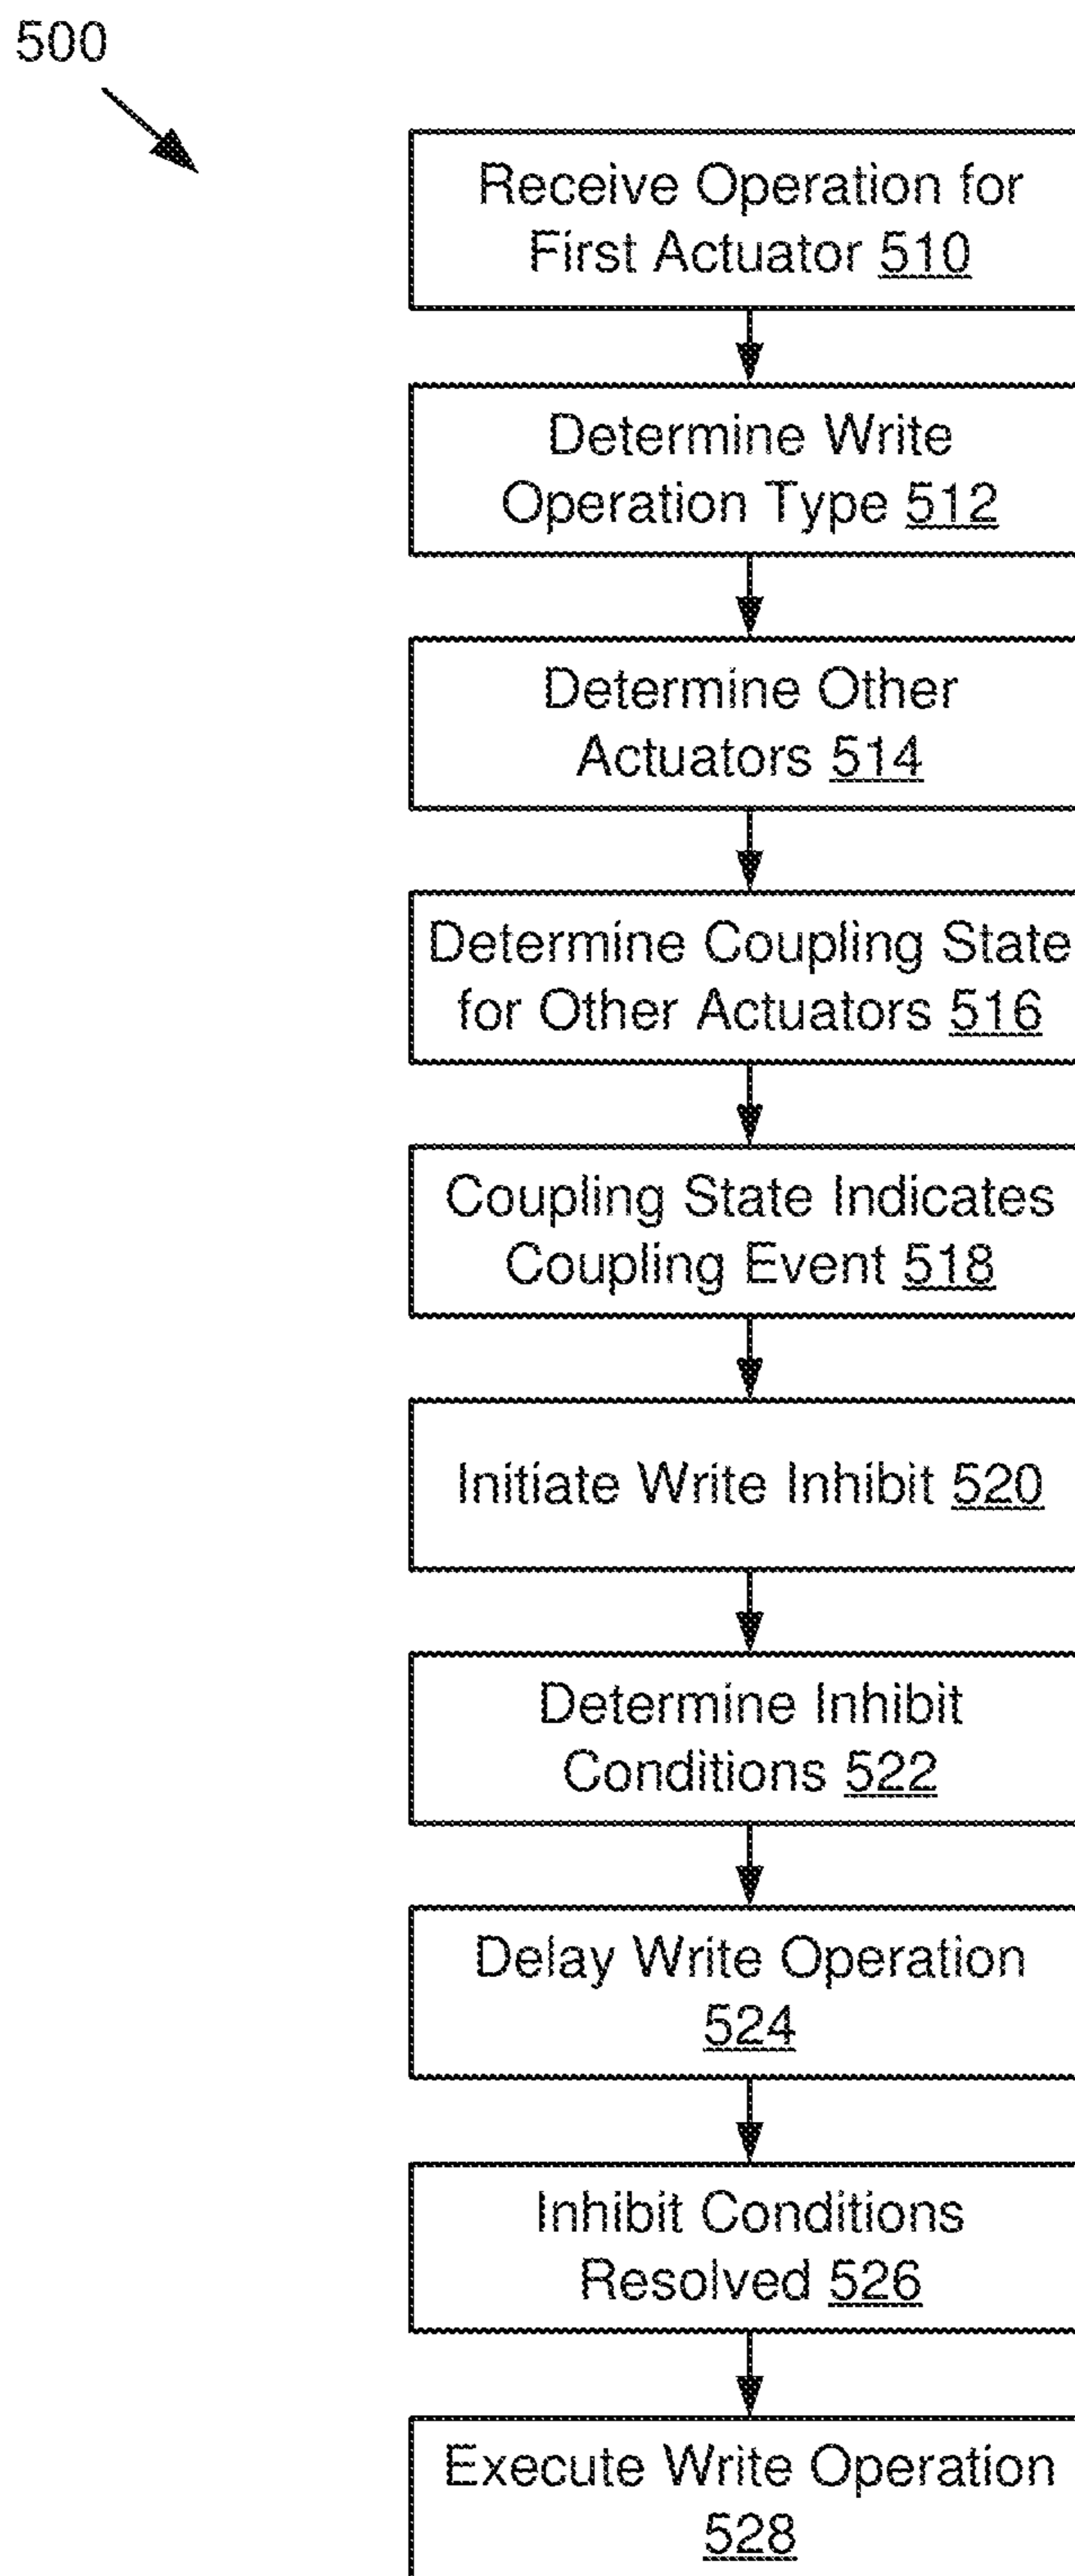 500
Receive Operation for
First Actuator 510
Determine Write
Operation Type 512
Determine Other
Actuators 514
Determine Coupling State
for Other Actuators 516
Coupling State Indicates
Coupling Event 518
Initiate Write Inhibit 520
Determine Inhibit
Conditions 522
Delay Write Operation
524
Inhibit Conditions
Resolved 526
Execute Write Operation
528